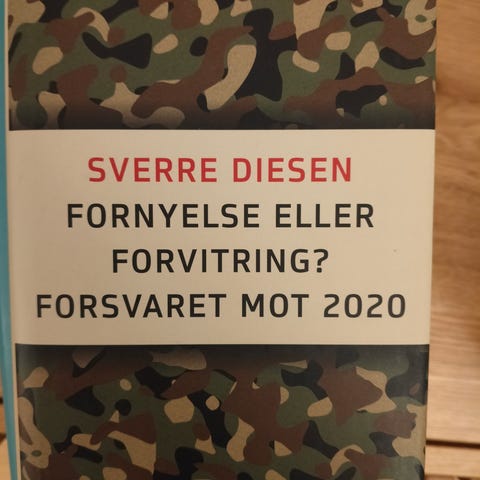 SVERRE DIESEN
FORNYELSE ELLER
FORVITRING?
FORSVARET MOT 2020